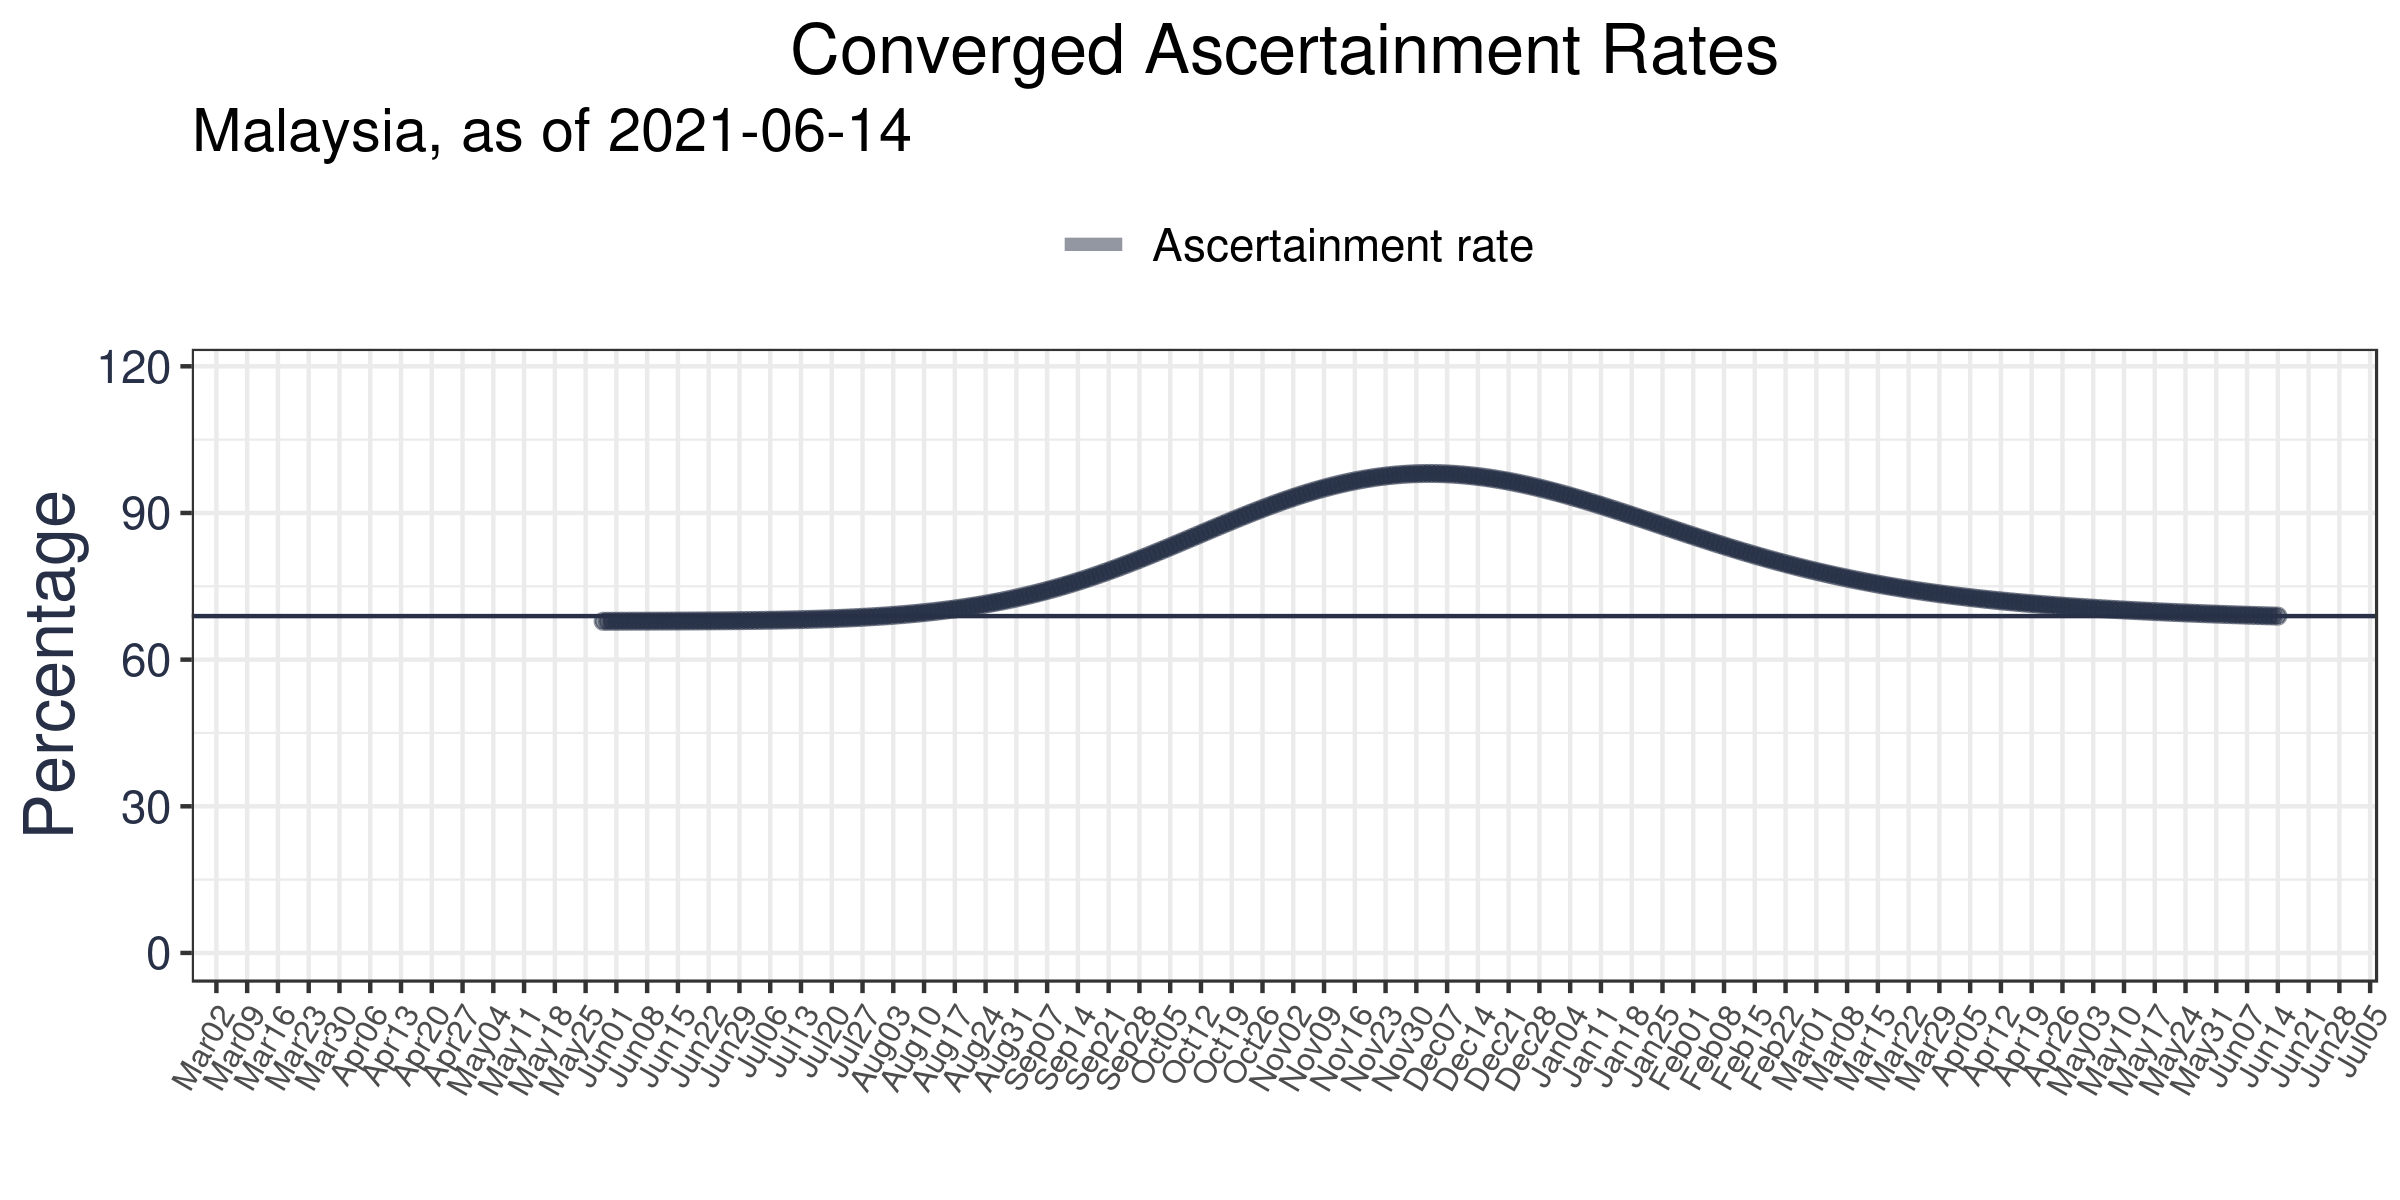 Converged Ascertainment Rates
Malaysia, as of 2021-06-14
Ascertainment rate
Percentage
120
90
60
30
0
Mar02
Mar09
Mar16
Mar23
Mar30
Apr06
Apr13
Apr20
Apr27
May04
May11
May18
May25
Jun01
Jun08
Jun15
Jun22
Jun29
Jul06
Jul13
Jul20
Jul27
Aug03
Aug10
Aug17
Aug24
Aug31
Sep07
Sep14
Sep21
Sep28
Oct05
Oct12
Oct19
Oct26
Nov02
Nov09
Nov16
Nov23
Nov30
Dec07
Dec14
Dec21
Dec28
Jan04
Jan11
Jan18
Jan25
Feb01
Feb08
Feb15
Feb22
Mar01
Mar08
Mar15
Mar22
Mar29
Apr05
Apr12
Apr19
Apr26
May03
May10
May17
May24
May31
Jun07
Jun14
Jun21
Jun28
Jul05